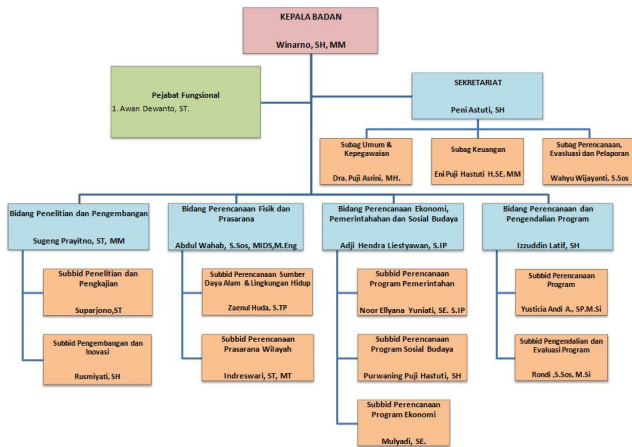 KEPALA BADAN
Winarno, SH, MM
Pejabat Fungsional
1. Awan Dewanto, ST.
SEKRETARIAT
Peni Astuti, SH
Subag Umum &
Kepegawaian
Dra. Puji Asrini, MH.
Subag Keuangan
Eni Puji Hastuti H,SE, MM
Subag Perencanaan,
Evasluasi dan Pelaporan
Wahyu Wijayanti, S.Sos
Bidang Penelitian dan Pengembangan
Sugeng Prayitno, ST, MM
Bidang Perencanaan Fisik dan
Prasarana
Abdul Wahab, S.Sos, MIDS,M.Eng
Bidang Perencanaan Ekonomi,
Pemerintahahan dan Sosial Budaya
Adji Hendra Liestyawan, S.IP
Bidang Perencanaan dan
Pengendalian Program
Izzuddin Latif, SH
Subbid Penelitian dan
Pengkajian
Suparjono,ST
Subbid Pengembangan dan
Inovasi
Rusmiyati, SH
Subbid Perencanaan Sumber
Daya Alam & Lingkungan Hidup
Zaenul Huda, S.TP
Subbid Perencanaan
Prasarana Wilayah
Indreswari, ST, MT
Subbid Perencanaan
Program Pemerintahan
Noor Ellyana Yuniati, SE. S.IP
Subbid Perencanaan
Program Sosial Budaya
Purwaning Puji Hastuti, SH
Subbid Perencanaan
Program Ekonomi
Mulyadi, SE.
Subbid Perencanaan
Program
Yusticia Andi A., SP.M.Si
Subbid Pengendalian dan
Evaluasi Program
Rondi ,S.Sos, M.Si